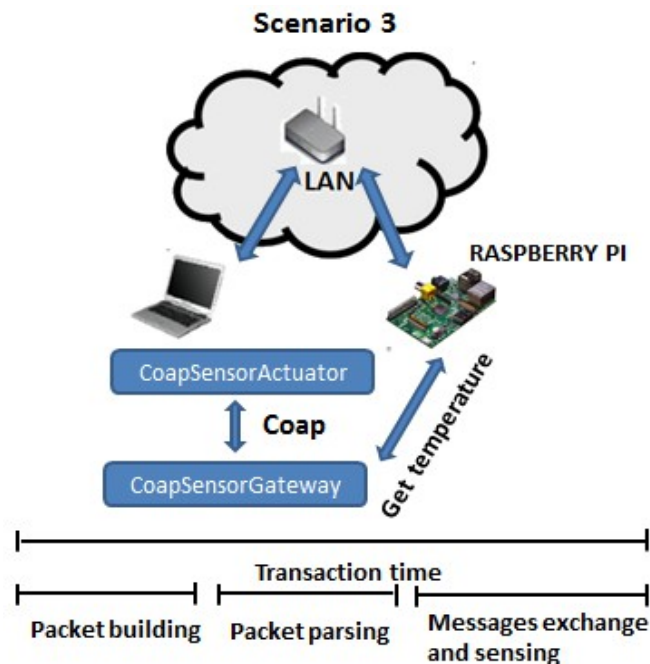 Scenario 3
LAN
RASPBERRY PI
CoapSensorActuator
Coap
Get temperature
CoapSensorGateway
Transaction time
Packet building
Packet parsing
Messages exchange
and sensing